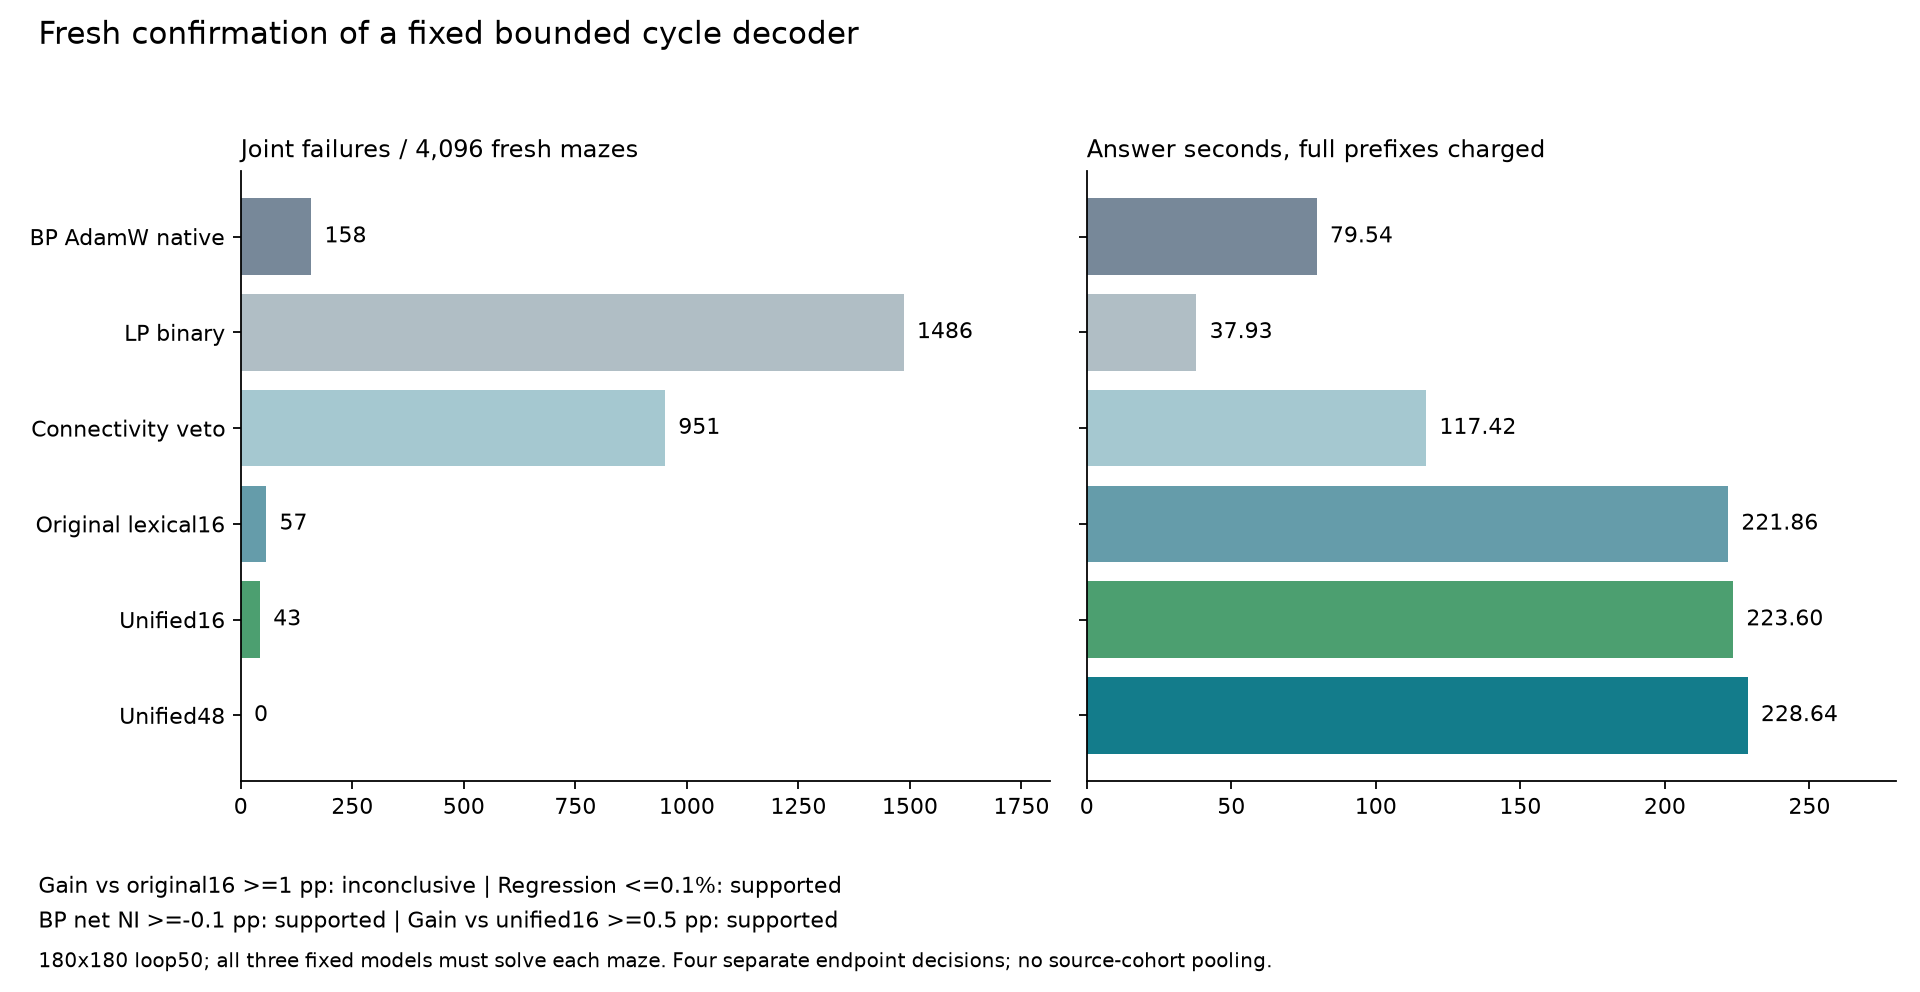 Fresh confirmation of a fixed bounded cycle decoder
Joint failures / 4,096 fresh mazes
BP AdamW native
158
LP binary
1486
Connectivity veto
951
Original lexical16
57
Unified16
43
Unified48
0
0 250 500 750 1000 1250 1500 1750
Answer seconds, full prefixes charged
79.54
37.93
117.42
221.86
223.60
228.64
0 50 100 150 200 250
Gain vs original16 >=1 pp: inconclusive | Regression <=0.1%: supported
BP net NI >=-0.1 pp: supported | Gain vs unified16 >=0.5 pp: supported
180x180 loop50; all three fixed models must solve each maze. Four separate endpoint decisions; no source-cohort pooling.